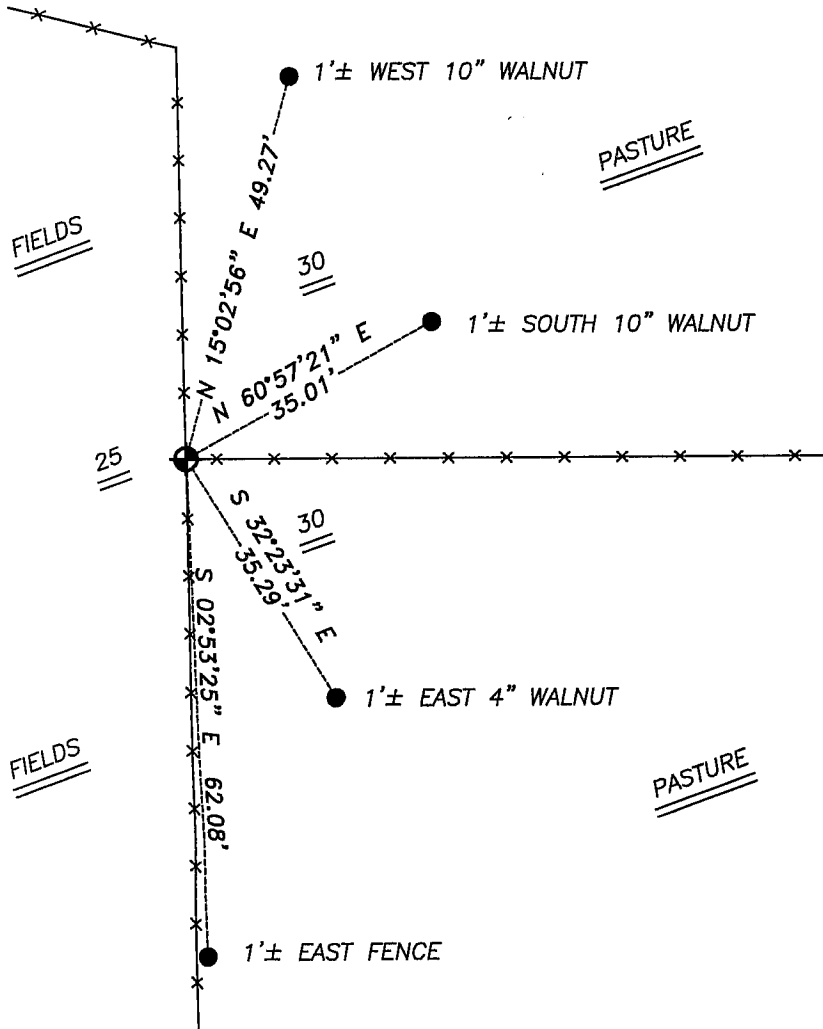 1'± WEST 10" WALNUT
PASTURE
N 15°02'56" E 49.27'
FIELDS
30
1'± SOUTH 10" WALNUT
N 60°57'21" E
35.01'
25
30
S 32°23'31" E
35.29'
S 02°53'25" E 62.08'
1'± EAST 4" WALNUT
FIELDS
PASTURE
1'± EAST FENCE